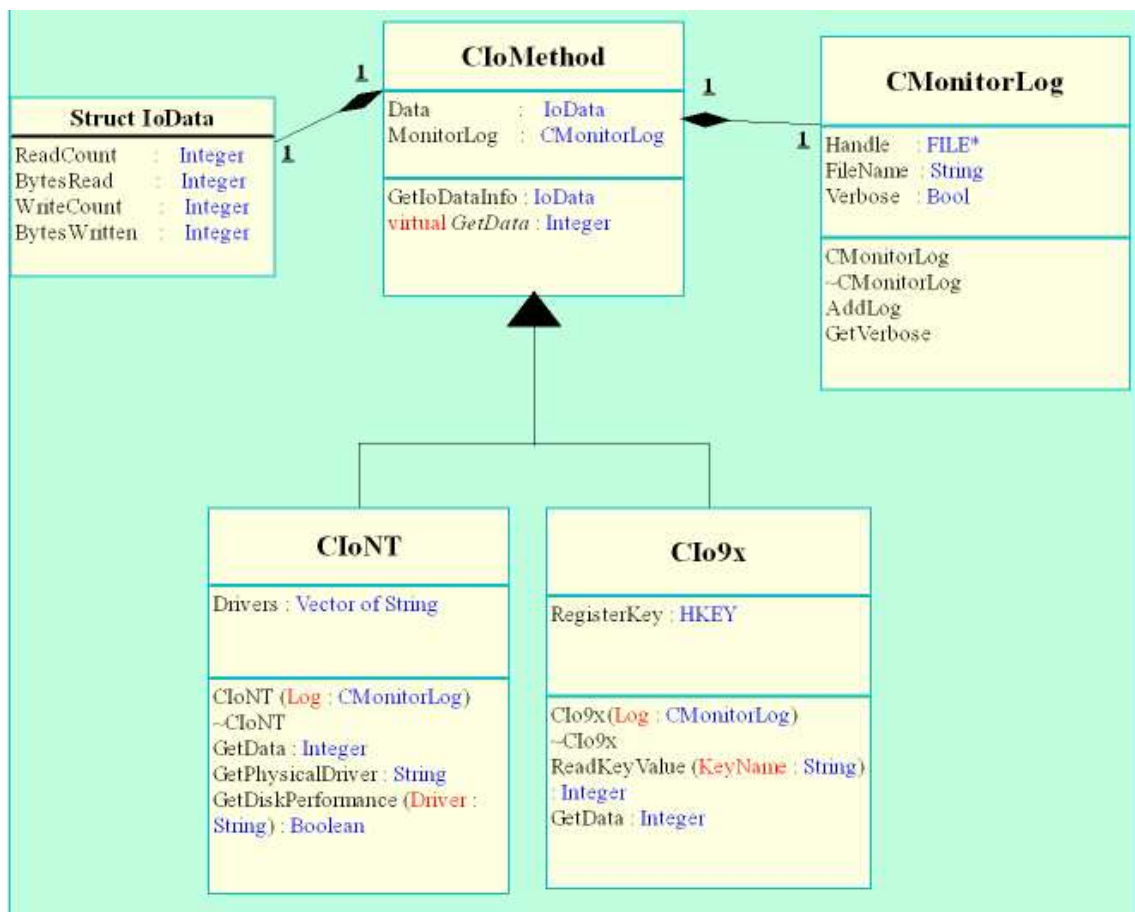 CIoMethod
Data : IoData
MonitorLog : CMonitorLog
GetIoDataInfo : IoData
virtual GetData : Integer
1
1
Struct IoData
ReadCount : Integer
BytesRead : Integer
WriteCount : Integer
BytesWritten : Integer
1
1
CMonitorLog
Handle : FILE*
FileName : String
Verbose : Bool
CMonitorLog
~CMonitorLog
AddLog
GetVerbose
CIoNT
Drivers : Vector of String
CIoNT (Log : CMonitorLog)
~CIoNT
GetData : Integer
GetPhysicalDriver : String
GetDiskPerformance (Driver :
String) : Boolean
CIo9x
RegisterKey : HKEY
CIo9x(Log : CMonitorLog)
~CIo9x
ReadKeyValue (KeyName : String)
: Integer
GetData : Integer